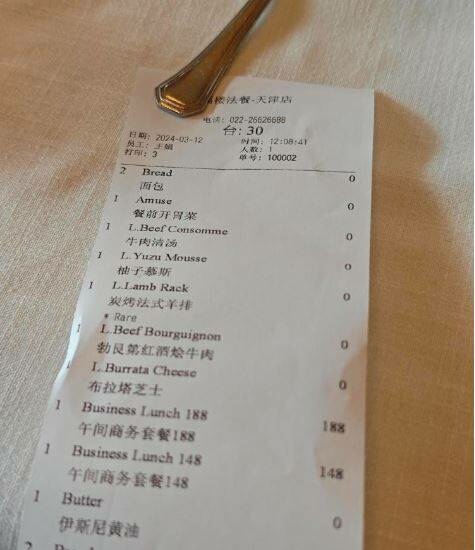 楼法餐-天津店
电话: 022-26626688
台: 30
日期: 2024-03-12 时间: 12:08:41
员工: 王娟 人数: 1
打印: 3 单号: 100002
2 Bread 0
面包
1 Amuse 0
餐前开胃菜
1 L.Beef Consomme 0
牛肉清汤
1 L.Yuzu Mousse 0
柚子慕斯
1 L.Lamb Rack 0
炭烤法式羊排
* Rare
1 L.Beef Bourguignon 0
勃艮第红酒烩牛肉
1 L.Burrata Cheese 0
布拉塔芝士
1 Business Lunch 188 188
午间商务套餐188
1 Business Lunch 148 148
午间商务套餐148
1 Butter 0
伊斯尼黄油
2